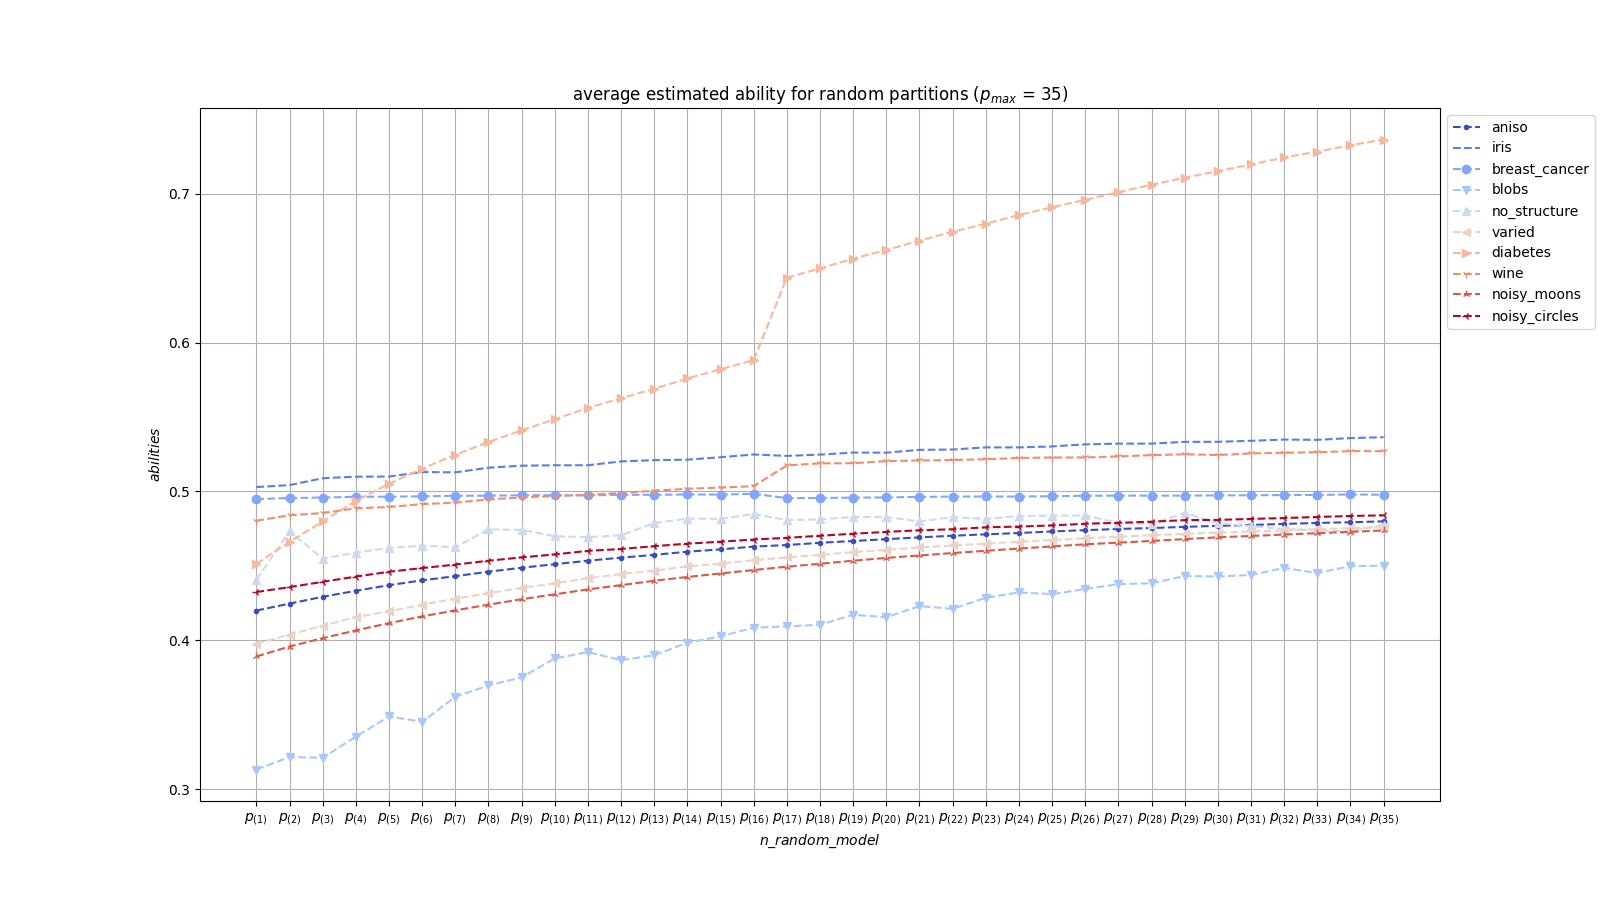 average estimated ability for random partitions (p_max = 35)
abilities
0.7
0.6
0.5
0.4
0.3
p(1) p(2) p(3) p(4) p(5) p(6) p(7) p(8) p(9) p(10) p(11) p(12) p(13) p(14) p(15) p(16) p(17) p(18) p(19) p(20) p(21) p(22) p(23) p(24) p(25) p(26) p(27) p(28) p(29) p(30) p(31) p(32) p(33) p(34) p(35)
n_random_model
aniso
iris
breast_cancer
blobs
no_structure
varied
diabetes
wine
noisy_moons
noisy_circles